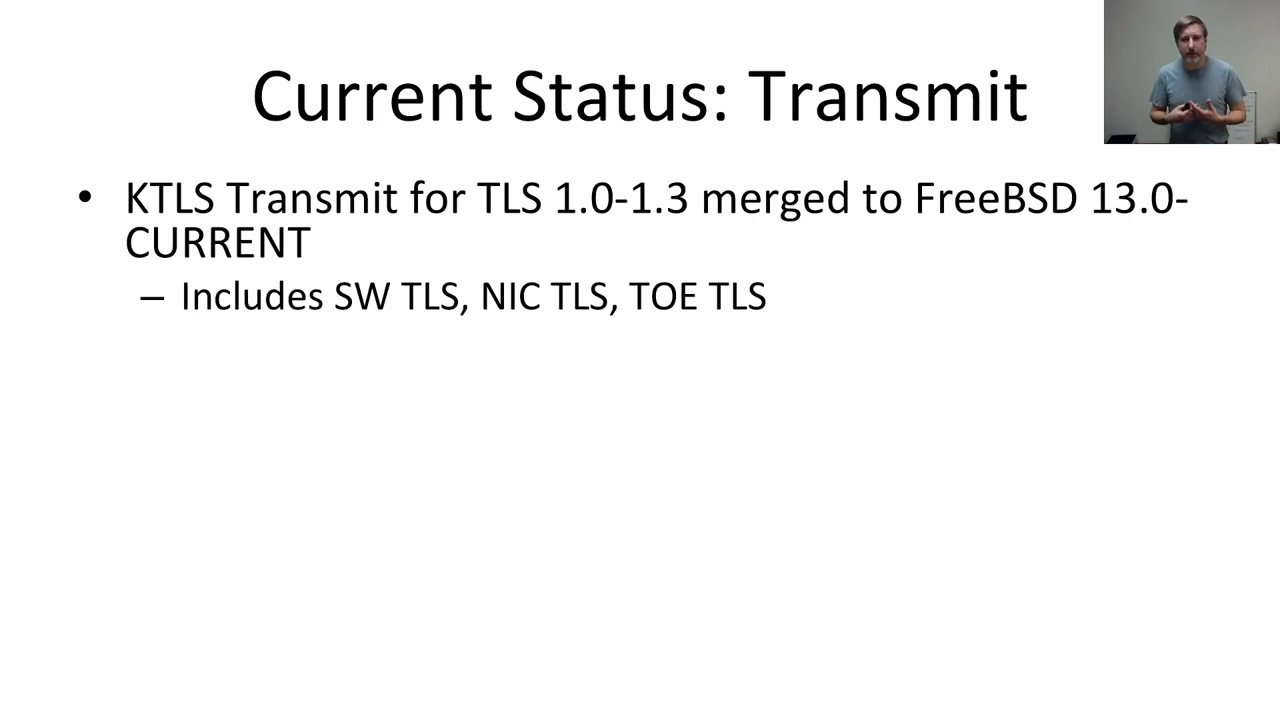 Current Status: Transmit
• KTLS Transmit for TLS 1.0-1.3 merged to FreeBSD 13.0-
CURRENT
– Includes SW TLS, NIC TLS, TOE TLS